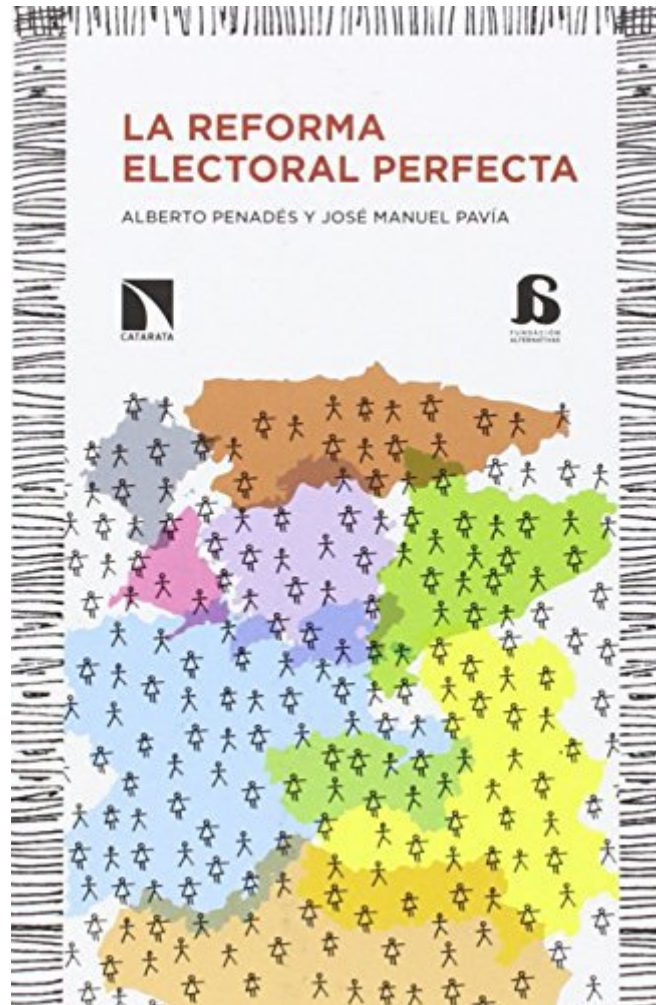 LA REFORMA
ELECTORAL PERFECTA
ALBERTO PENADÉS Y JOSÉ MANUEL PAVÍA
CATARATA
FUNDACIÓN
ALTERNATIVAS